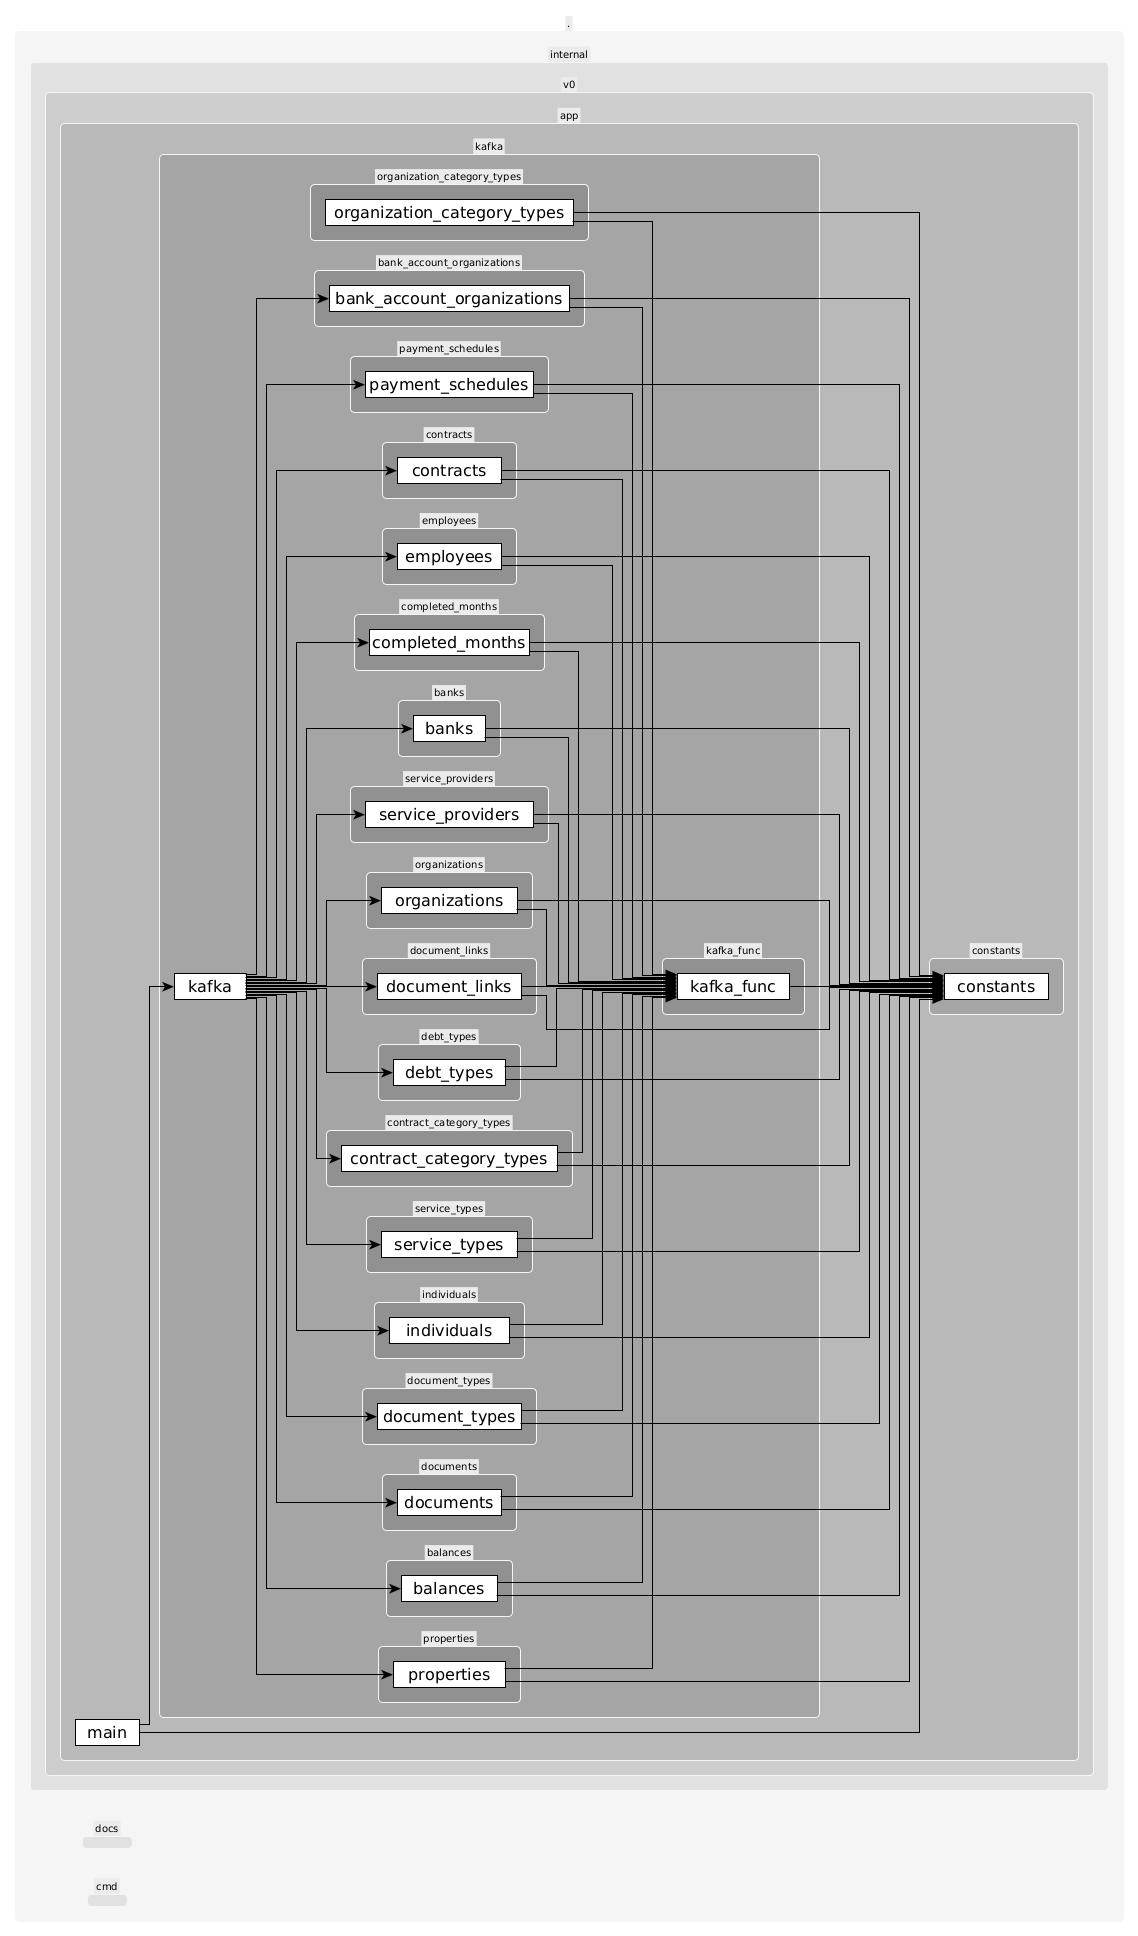 .
internal
v0
app
kafka
organization_category_types
organization_category_types
bank_account_organizations
bank_account_organizations
payment_schedules
payment_schedules
contracts
contracts
employees
employees
completed_months
completed_months
banks
banks
service_providers
service_providers
organizations
organizations
document_links
kafka_func
constants
kafka
document_links
kafka_func
constants
debt_types
debt_types
contract_category_types
contract_category_types
service_types
service_types
individuals
individuals
document_types
document_types
documents
documents
balances
balances
properties
properties
main
docs
cmd